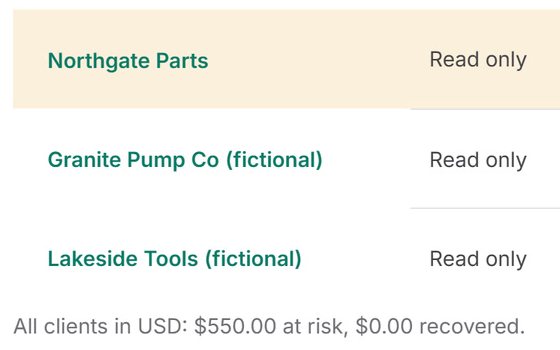 Northgate Parts Read only
Granite Pump Co (fictional) Read only
Lakeside Tools (fictional) Read only
All clients in USD: $550.00 at risk, $0.00 recovered.